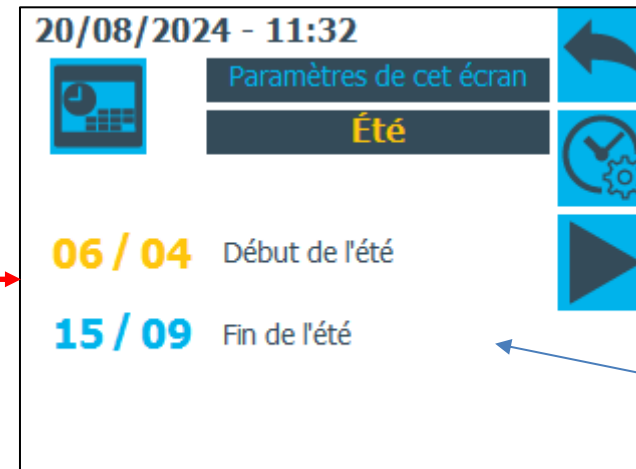 20/08/2024 - 11:32
Paramètres de cet écran
Été
06 / 04 Début de l'été
15 / 09 Fin de l'été